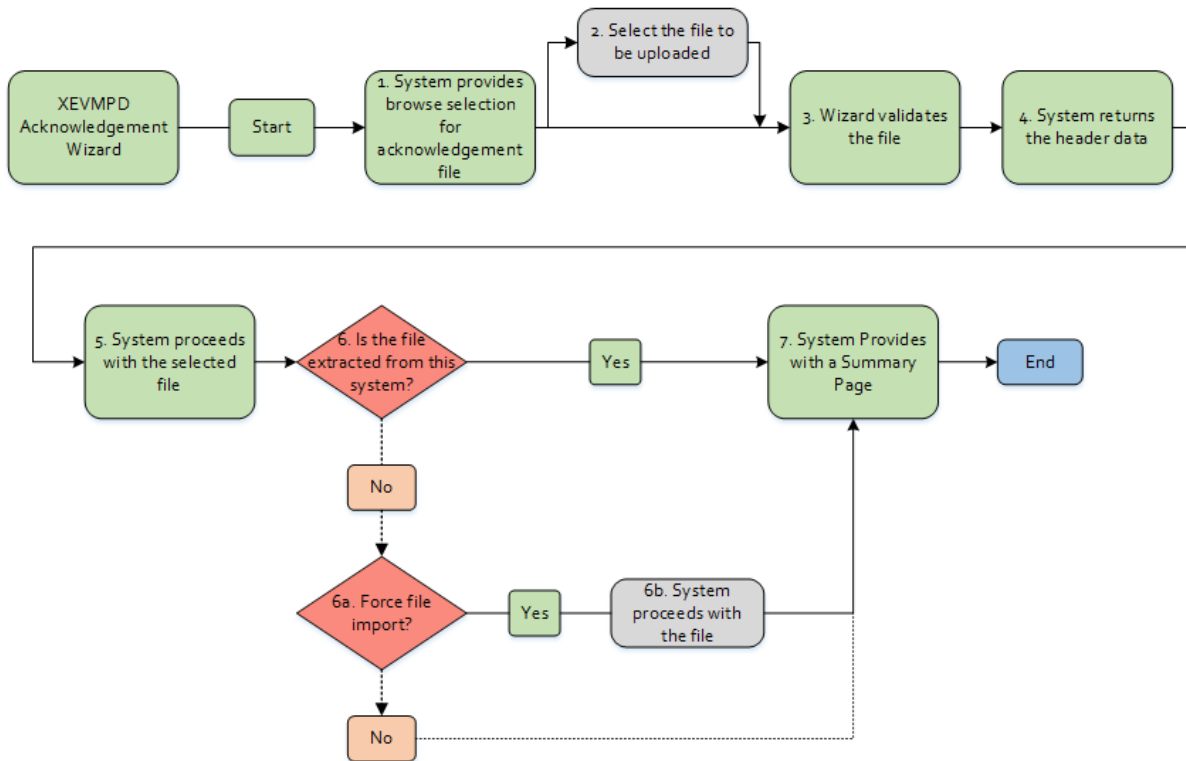 XEVMPD
Acknowledgement
Wizard
Start
1. System provides
browse selection
for
acknowledgement
file
2. Select the file to
be uploaded
3. Wizard validates
the file
4. System returns
the header data
5. System proceeds
with the selected
file
6. Is the file
extracted from this
system?
Yes
7. System Provides
with a Summary
Page
End
No
6a. Force file
import?
Yes
6b. System
proceeds with
the file
No